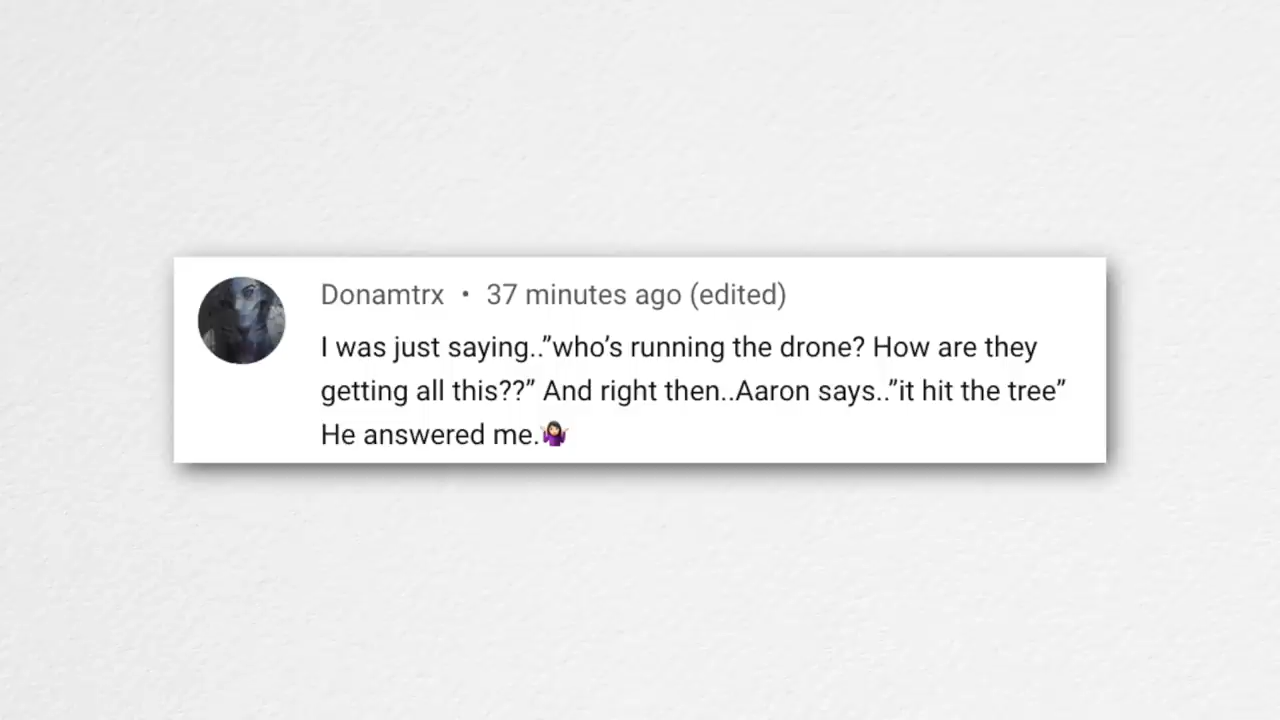 Donamtrx • 37 minutes ago (edited)
I was just saying..”who’s running the drone? How are they
getting all this??” And right then..Aaron says..”it hit the tree”
He answered me.🤷🏻‍♀️